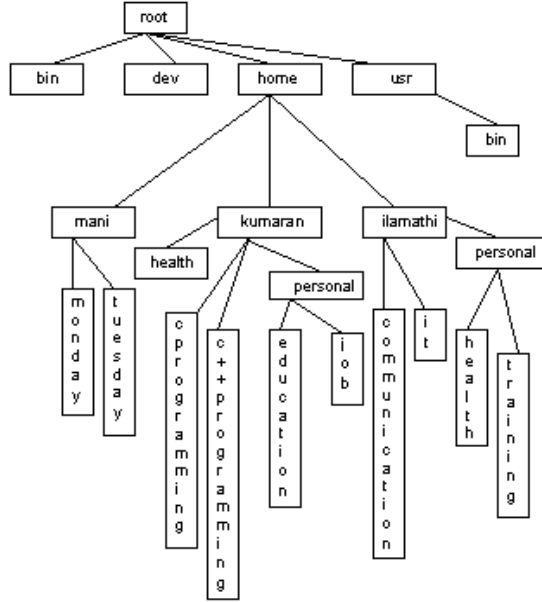 root
bin
dev
home
usr
bin
mani
kumaran
ilamathi
health
personal
personal
monday
tuesday
cprogramming
c++programming
education
job
communication
it
health
training